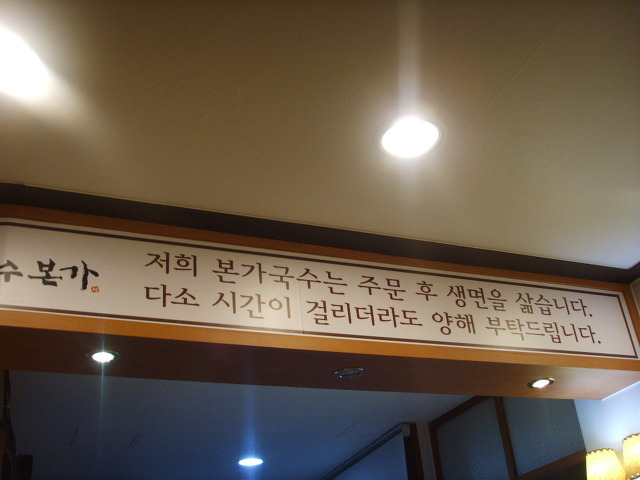 수본가
저희 본가국수는 주문 후 생면을 삶습니다.
다소 시간이 걸리더라도 양해 부탁드립니다.